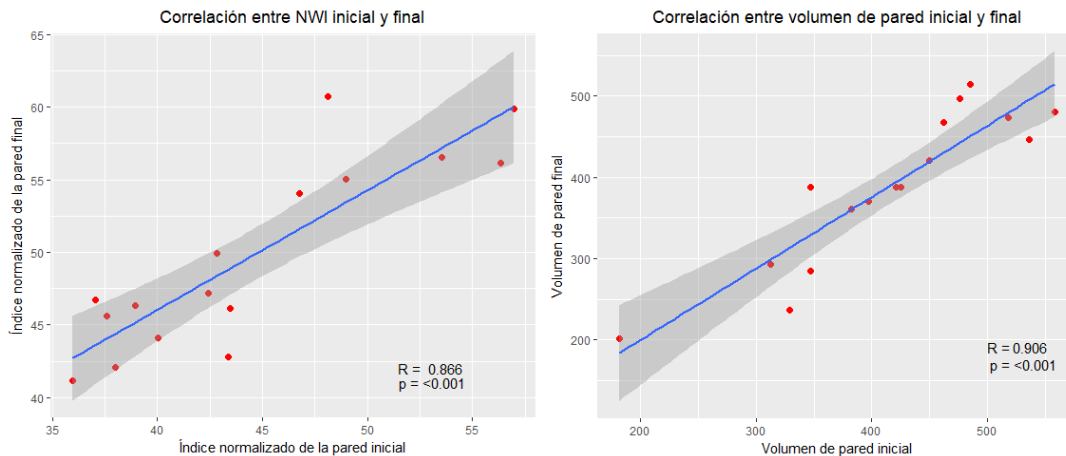 Correlación entre NWI inicial y final
65
60
55
50
45
40
Índice normalizado de la pared final
R = 0.866
p = <0.001
35 40 45 50 55
Índice normalizado de la pared inicial
Correlación entre volumen de pared inicial y final
500
400
300
200
Volumen de pared final
R = 0.906
p = <0.001
200 300 400 500
Volumen de pared inicial